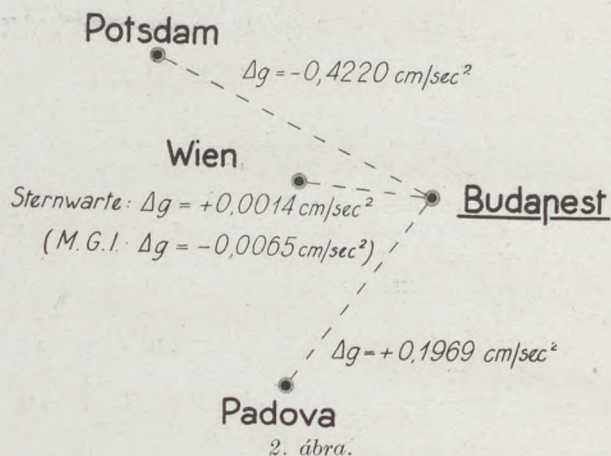 Potsdam
Δg=-0,4220 cm/sec²
Wien
Sternwarte: Δg = +0,0014 cm/sec²
(M.G.I. Δg = -0,0065 cm/sec²)
Budapest
Δg=+0,1969 cm/sec²
Padova
2. ábra.